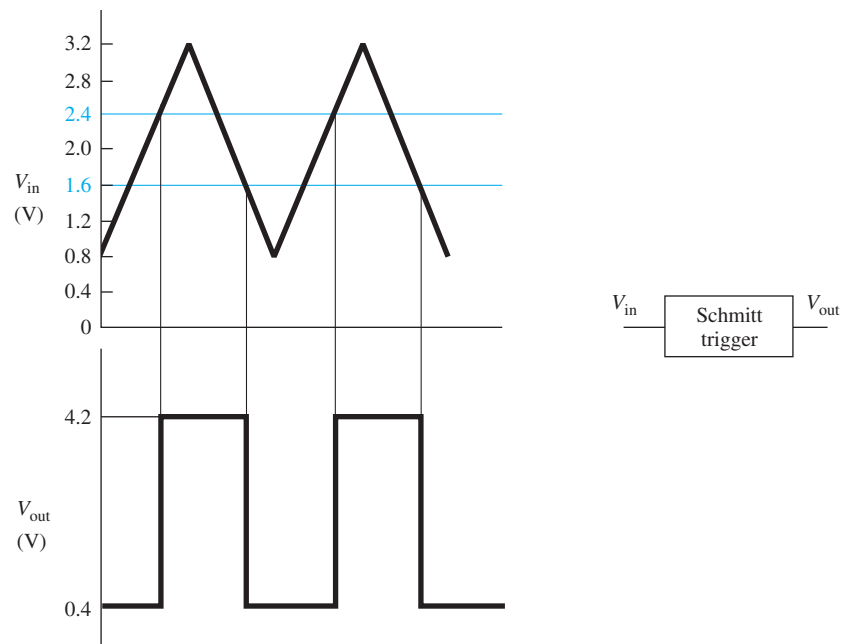 3.2
2.8
2.4
2.0
V_in
1.6
(V)
1.2
0.8
0.4
0
V_in
Schmitt
trigger
V_out
4.2
V_out
(V)
0.4